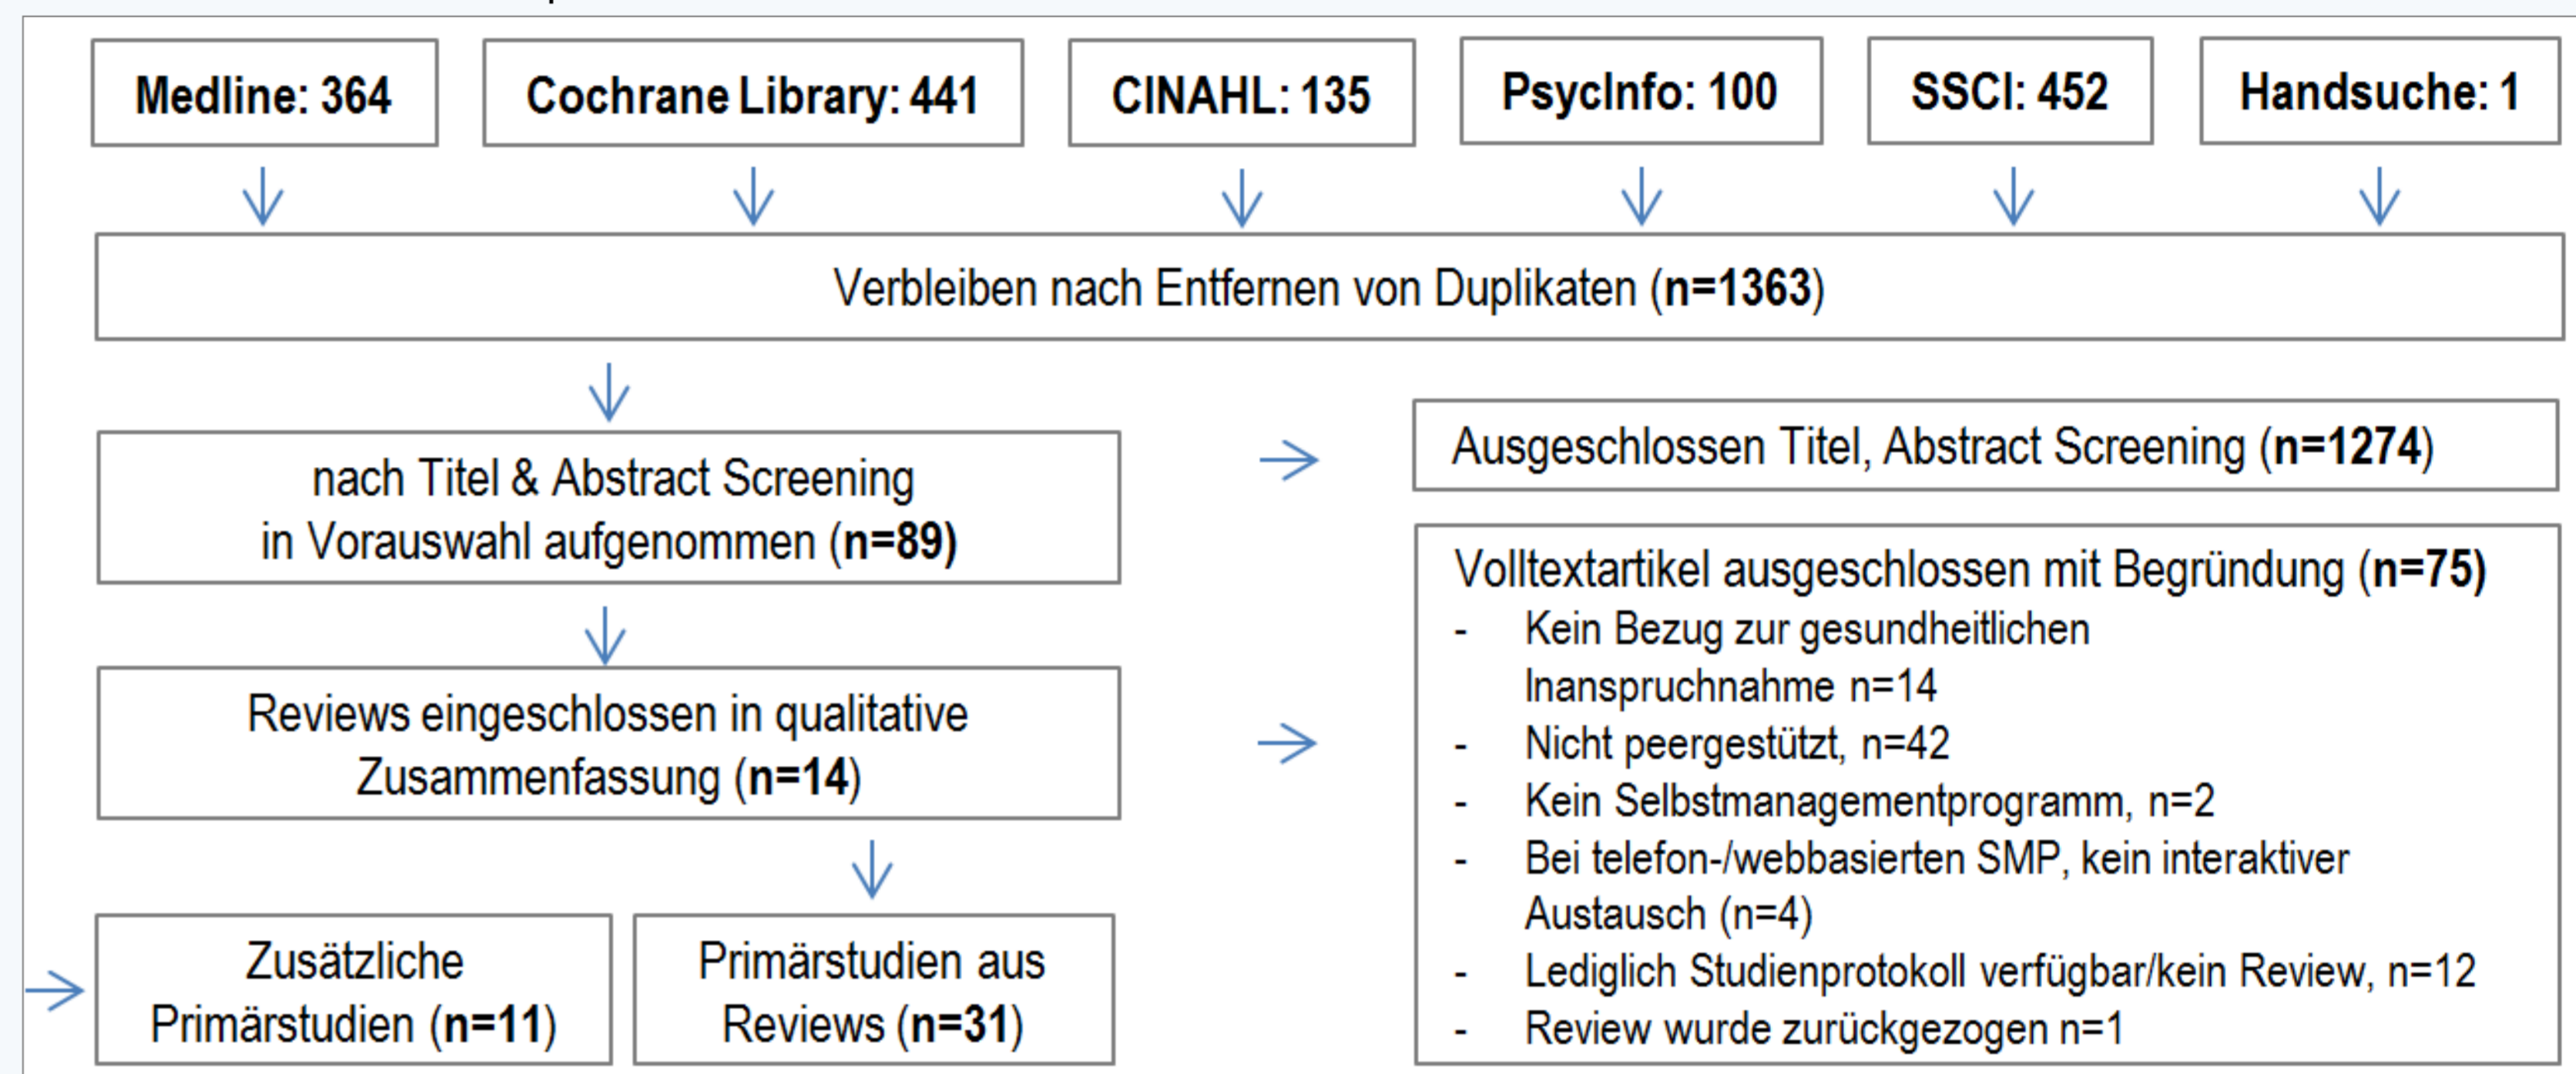 Medline: 364
Cochrane Library: 441
CINAHL: 135
PsycInfo: 100
SSCI: 452
Handsuche: 1
Verbleiben nach Entfernen von Duplikaten (n=1363)
nach Titel & Abstract Screening
in Vorauswahl aufgenommen (n=89)
Ausgeschlossen Titel, Abstract Screening (n=1274)
Reviews eingeschlossen in qualitative
Zusammenfassung (n=14)
Volltextartikel ausgeschlossen mit Begründung (n=75)
- Kein Bezug zur gesundheitlichen
Inanspruchnahme n=14
- Nicht peergestützt, n=42
- Kein Selbstmanagementprogramm, n=2
- Bei telefon-/webbasierten SMP, kein interaktiver
Austausch (n=4)
- Lediglich Studienprotokoll verfügbar/kein Review, n=12
- Review wurde zurückgezogen n=1
Zusätzliche
Primärstudien (n=11)
Primärstudien aus
Reviews (n=31)